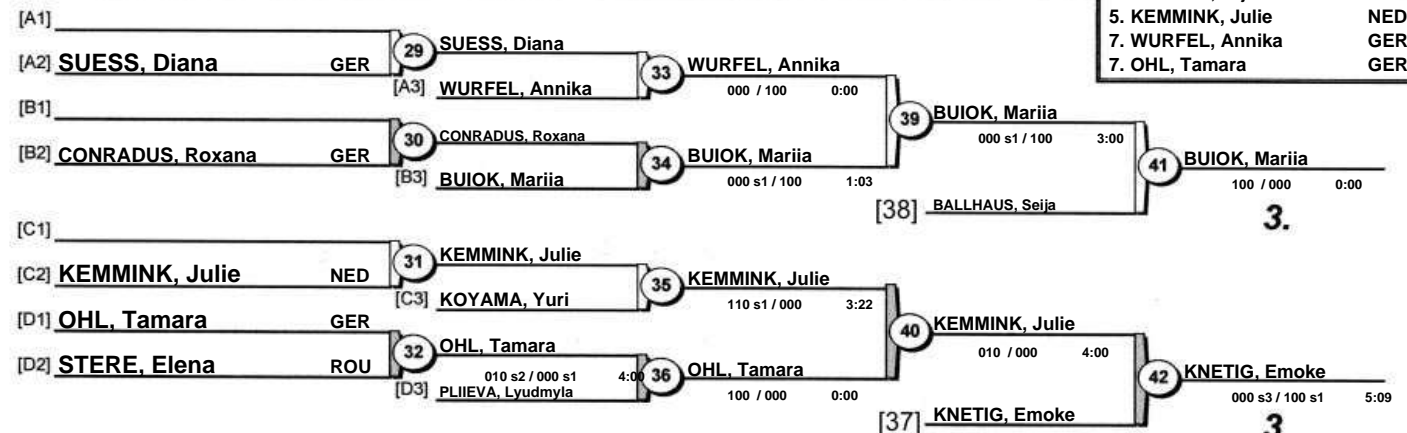 5. KEMMINK, Julie NED
7. WURFEL, Annika GER
7. OHL, Tamara GER
[A1]
[A2] SUESS, Diana GER
29 SUESS, Diana
[A3] WURFEL, Annika
33 WURFEL, Annika
000 / 100 0:00
[B1]
[B2] CONRADUS, Roxana GER
30 CONRADUS, Roxana
[B3] BUIOK, Mariia
34 BUIOK, Mariia
000 s1 / 100 1:03
39 BUIOK, Mariia
000 s1 / 100 3:00
[38] BALLHAUS, Seija
41 BUIOK, Mariia
100 / 000 0:00
3.
[C1]
[C2] KEMMINK, Julie NED
31 KEMMINK, Julie
[C3] KOYAMA, Yuri
35 KEMMINK, Julie
110 s1 / 000 3:22
[D1] OHL, Tamara GER
[D2] STERE, Elena ROU
32 OHL, Tamara
010 s2 / 000 s1 4:00
[D3] PLIIEVA, Lyudmyla
36 OHL, Tamara
100 / 000 0:00
40 KEMMINK, Julie
010 / 000 4:00
[37] KNETIG, Emoke
42 KNETIG, Emoke
000 s3 / 100 s1 5:09
3